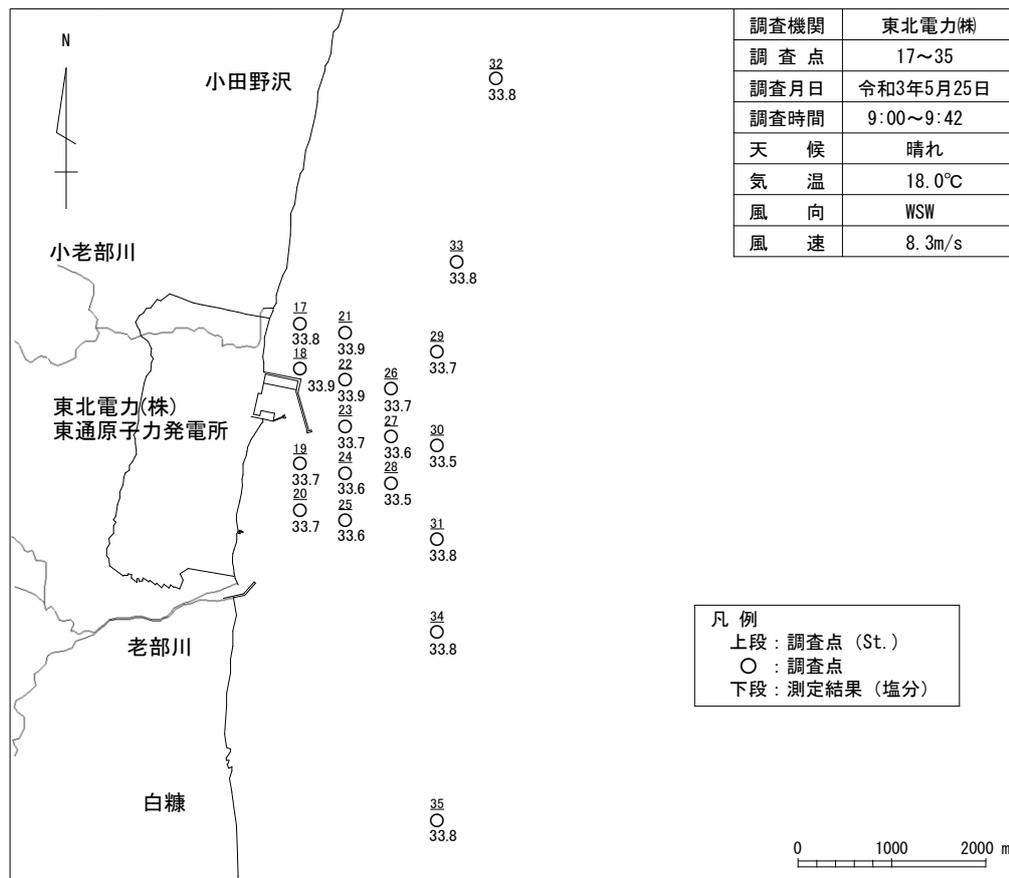 調査機関 東北電力㈱
調査点 17～35
調査月日 令和3年5月25日
調査時間 9:00～9:42
天候 晴れ
気温 18.0℃
風向 WSW
風速 8.3m/s
N
小田野沢
32
33.8
小老部川
33
33.8
17
33.8
21
33.9
29
33.7
18
33.9
22
33.9
26
33.7
東北電力(株)
東通原子力発電所
23
33.7
27
33.6
30
33.5
19
33.7
24
33.6
28
33.5
20
33.7
25
33.6
31
33.8
老部川
34
33.8
凡 例
上段：調査点（St.）
○ ：調査点
下段：測定結果（塩分）
白糠
35
33.8
0 1000 2000 m